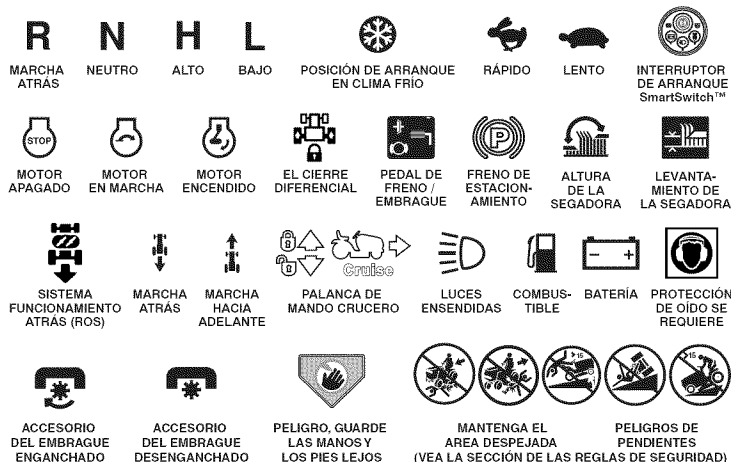 R N H L
MARCHA ATRÁS
NEUTRO
ALTO
BAJO
POSICIÓN DE ARRANQUE
EN CLIMA FRÍO
RÁPIDO
LENTO
INTERRUPTOR
DE ARRANQUE
SmartSwitch™
STOP
MOTOR
APAGADO
MOTOR
EN MARCHA
MOTOR
ENCENDIDO
EL CIERRE
DIFERENCIAL
PEDAL DE
FRENO /
EMBRAGUE
P
FRENO DE
ESTACION-
AMIENTO
ALTURA
DE LA
SEGADORA
LEVANTA-
MIENTO DE
LA SEGADORA
SISTEMA
FUNCIONAMIENTO
ATRÁS (ROS)
MARCHA
ATRÁS
MARCHA
HACIA
ADELANTE
Cruise
PALANCA DE
MANDO CRUCERO
LUCES
ENSENDIDAS
COMBUS-
TIBLE
BATERÍA
PROTECCIÓN
DE OÍDO SE
REQUIERE
ACCESORIO
DEL EMBRAGUE
ENGANCHADO
ACCESORIO
DEL EMBRAGUE
DESENGANCHADO
PELIGRO, GUARDE
LAS MANOS Y
LOS PIES LEJOS
15
15
MANTENGA EL
AREA DESPEJADA
PELIGROS DE
PENDIENTES
(VEA LA SECCIÓN DE LAS REGLAS DE SEGURIDAD)